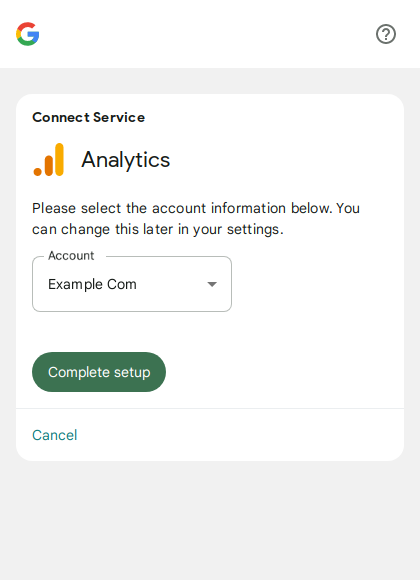 Connect Service
Analytics
Please select the account information below. You
can change this later in your settings.
Account
Example Com
Complete setup
Cancel